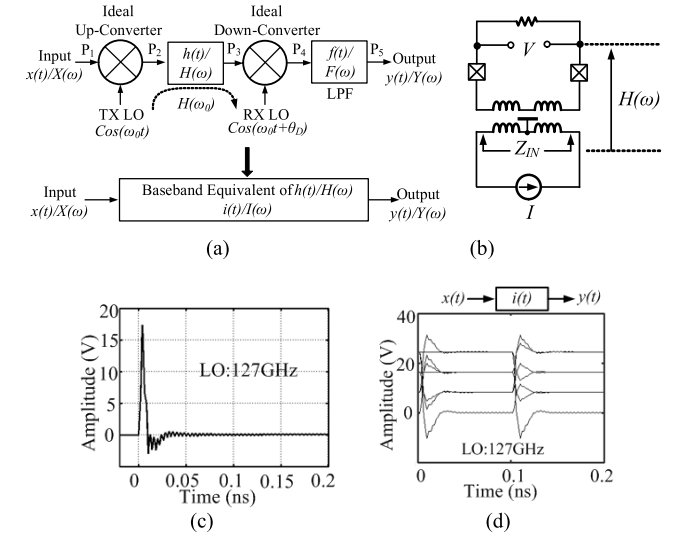 Ideal
Up-Converter
Ideal
Down-Converter
Input
x(t)/X(ω)
P1
P2
h(t)/
H(ω)
P3
P4
f(t)/
F(ω)
P5
Output
y(t)/Y(ω)
LPF
TX LO
Cos(ω0t)
H(ω0)
RX LO
Cos(ω0t+θD)
Input
x(t)/X(ω)
Baseband Equivalent of h(t)/H(ω)
i(t)/I(ω)
Output
y(t)/Y(ω)
(a)
V
H(ω)
ZIN
I
(b)
20
15
10
5
0
Amplitude (V)
LO:127GHz
0 0.05 0.1 0.15 0.2
Time (ns)
(c)
x(t) i(t) y(t)
40
20
0
Amplitude (V)
LO:127GHz
0 0.1 0.2
Time (ns)
(d)